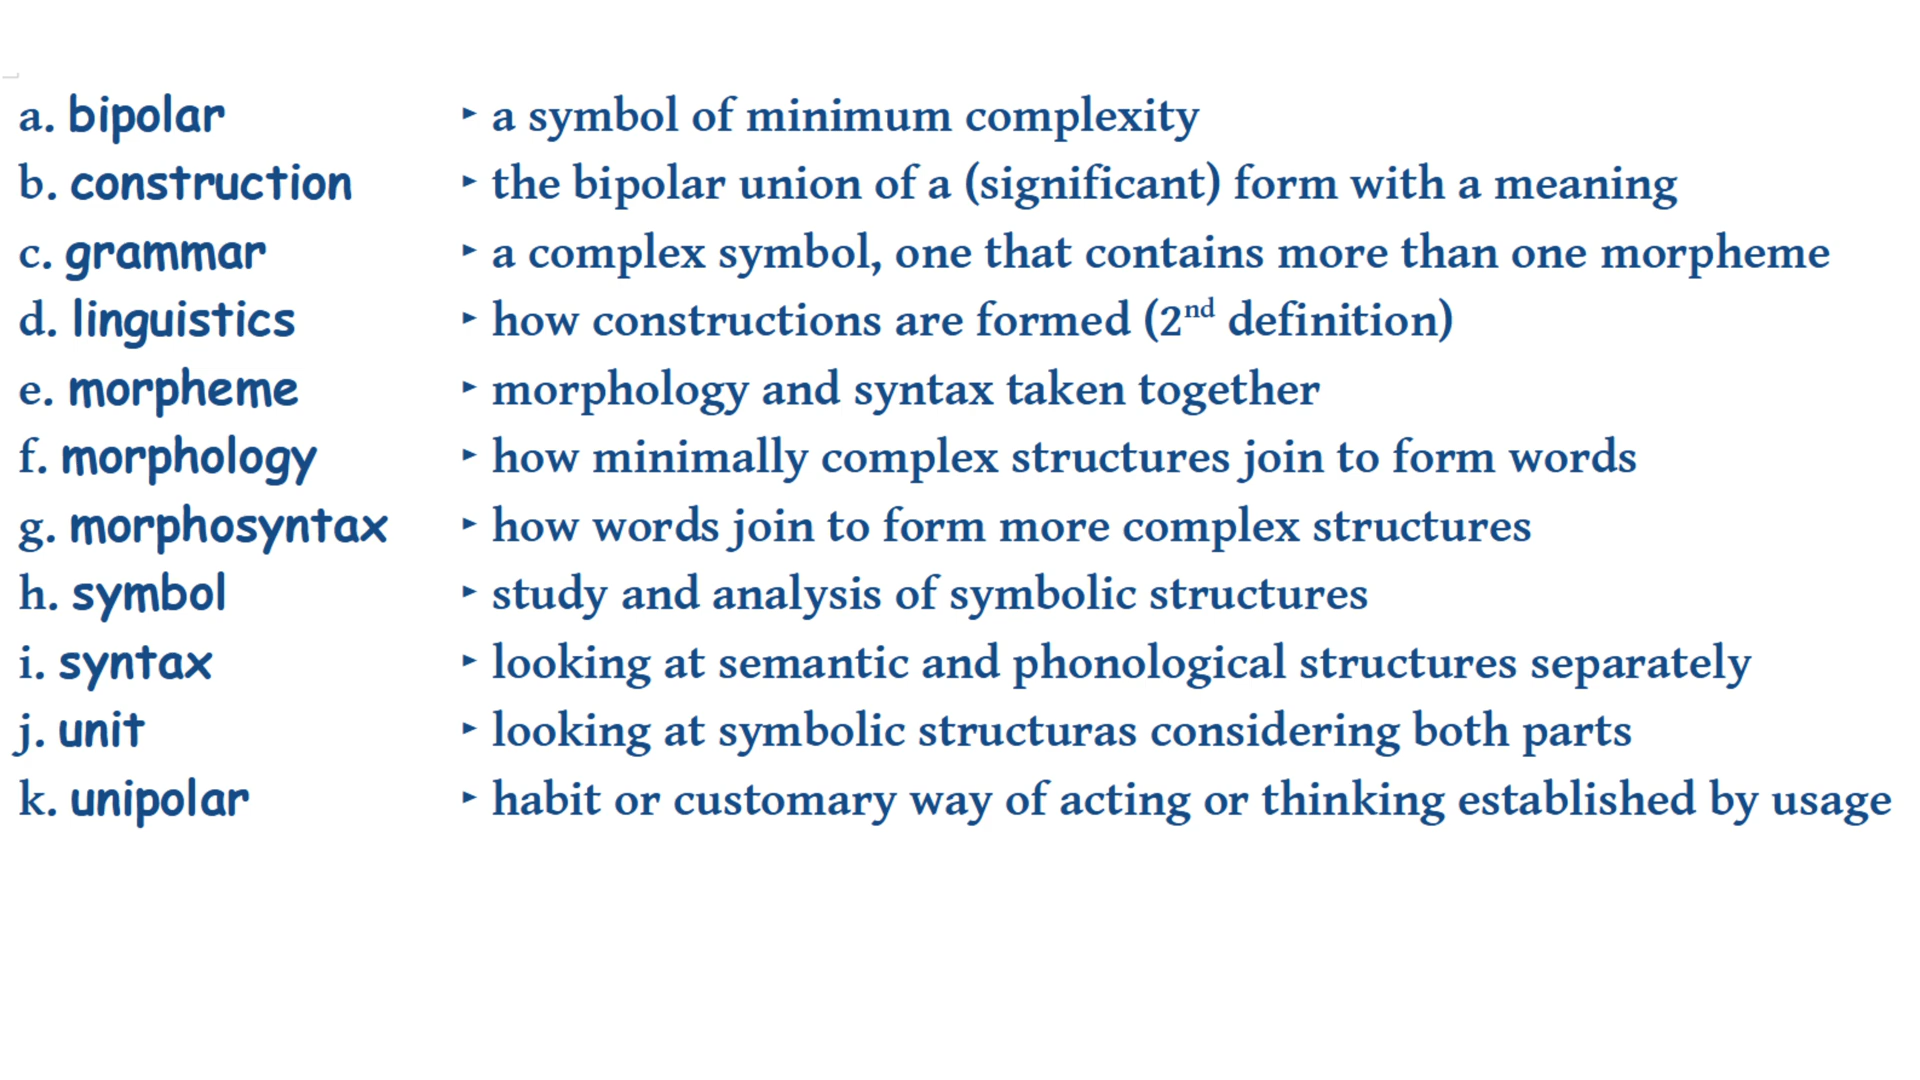 a. bipolar ‣ a symbol of minimum complexity
b. construction ‣ the bipolar union of a (significant) form with a meaning
c. grammar ‣ a complex symbol, one that contains more than one morpheme
d. linguistics ‣ how constructions are formed (2nd definition)
e. morpheme ‣ morphology and syntax taken together
f. morphology ‣ how minimally complex structures join to form words
g. morphosyntax ‣ how words join to form more complex structures
h. symbol ‣ study and analysis of symbolic structures
i. syntax ‣ looking at semantic and phonological structures separately
j. unit ‣ looking at symbolic structuras considering both parts
k. unipolar ‣ habit or customary way of acting or thinking established by usage